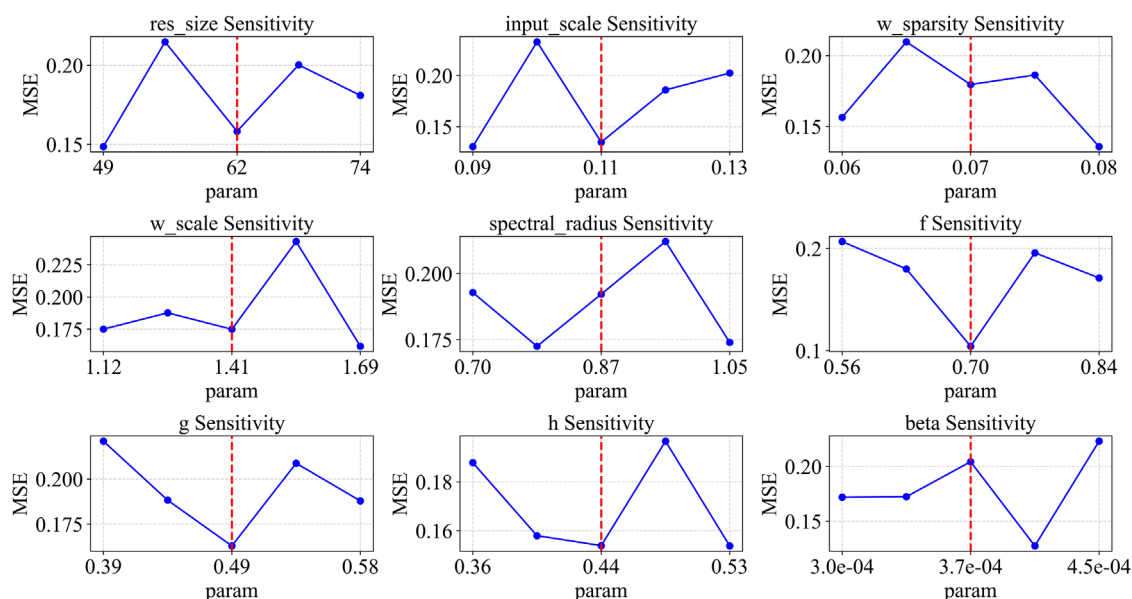 res_size Sensitivity
MSE
0.20
0.15
49 62 74
param
input_scale Sensitivity
MSE
0.20
0.15
0.09 0.11 0.13
param
w_sparsity Sensitivity
MSE
0.20
0.15
0.06 0.07 0.08
param
w_scale Sensitivity
MSE
0.225
0.200
0.175
1.12 1.41 1.69
param
spectral_radius Sensitivity
MSE
0.200
0.175
0.70 0.87 1.05
param
f Sensitivity
MSE
0.2
0.1
0.56 0.70 0.84
param
g Sensitivity
MSE
0.200
0.175
0.39 0.49 0.58
param
h Sensitivity
MSE
0.18
0.16
0.36 0.44 0.53
param
beta Sensitivity
MSE
0.20
0.15
3.0e-04 3.7e-04 4.5e-04
param